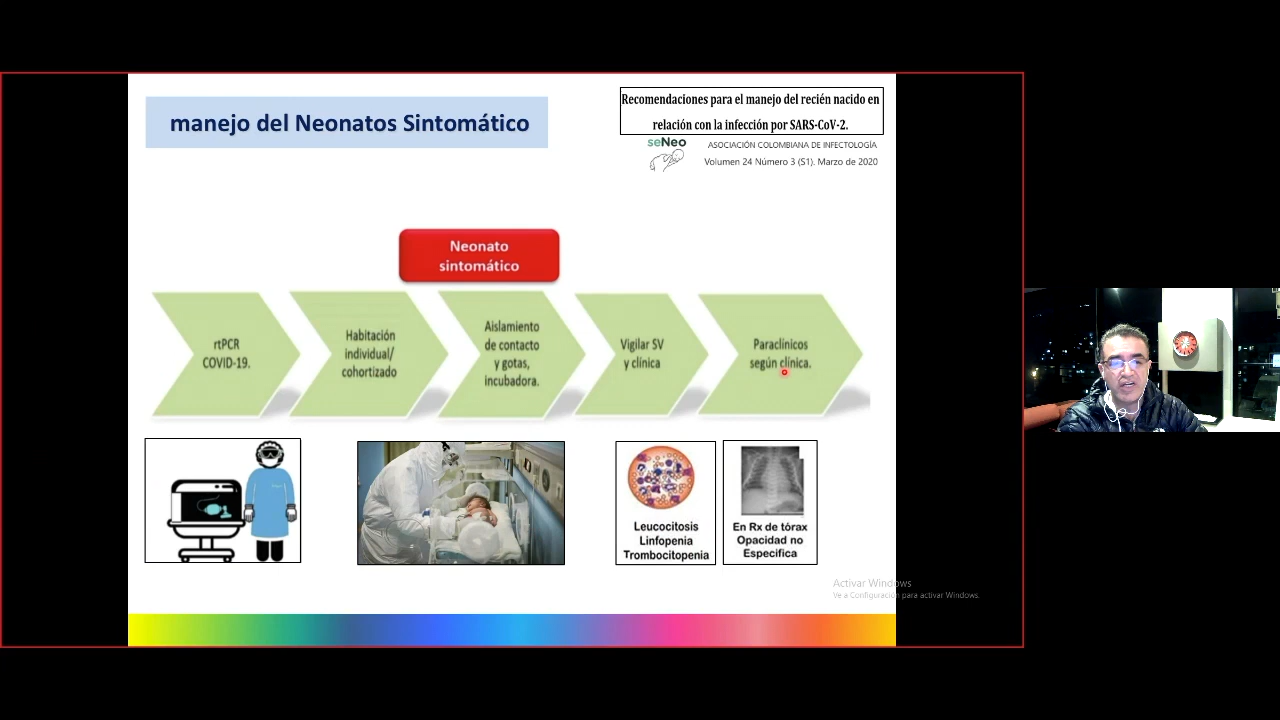 manejo del Neonatos Sintomático
Recomendaciones para el manejo del recién nacido en
relación con la infección por SARS-CoV-2.
seNeo
ASOCIACIÓN COLOMBIANA DE INFECTOLOGÍA
Volumen 24 Número 3 (S1). Marzo de 2020
Neonato
sintomático
rtPCR
COVID-19.
Habitación
individual/
cohortizado
Aislamiento
de contacto
y gotas,
incubadora.
Vigilar SV
y clínica
Paraclínicos
según clínica.
Leucocitosis
Linfopenia
Trombocitopenia
En Rx de tórax
Opacidad no
Especifica
Activar Windows
Ve a Configuración para activar Windows.